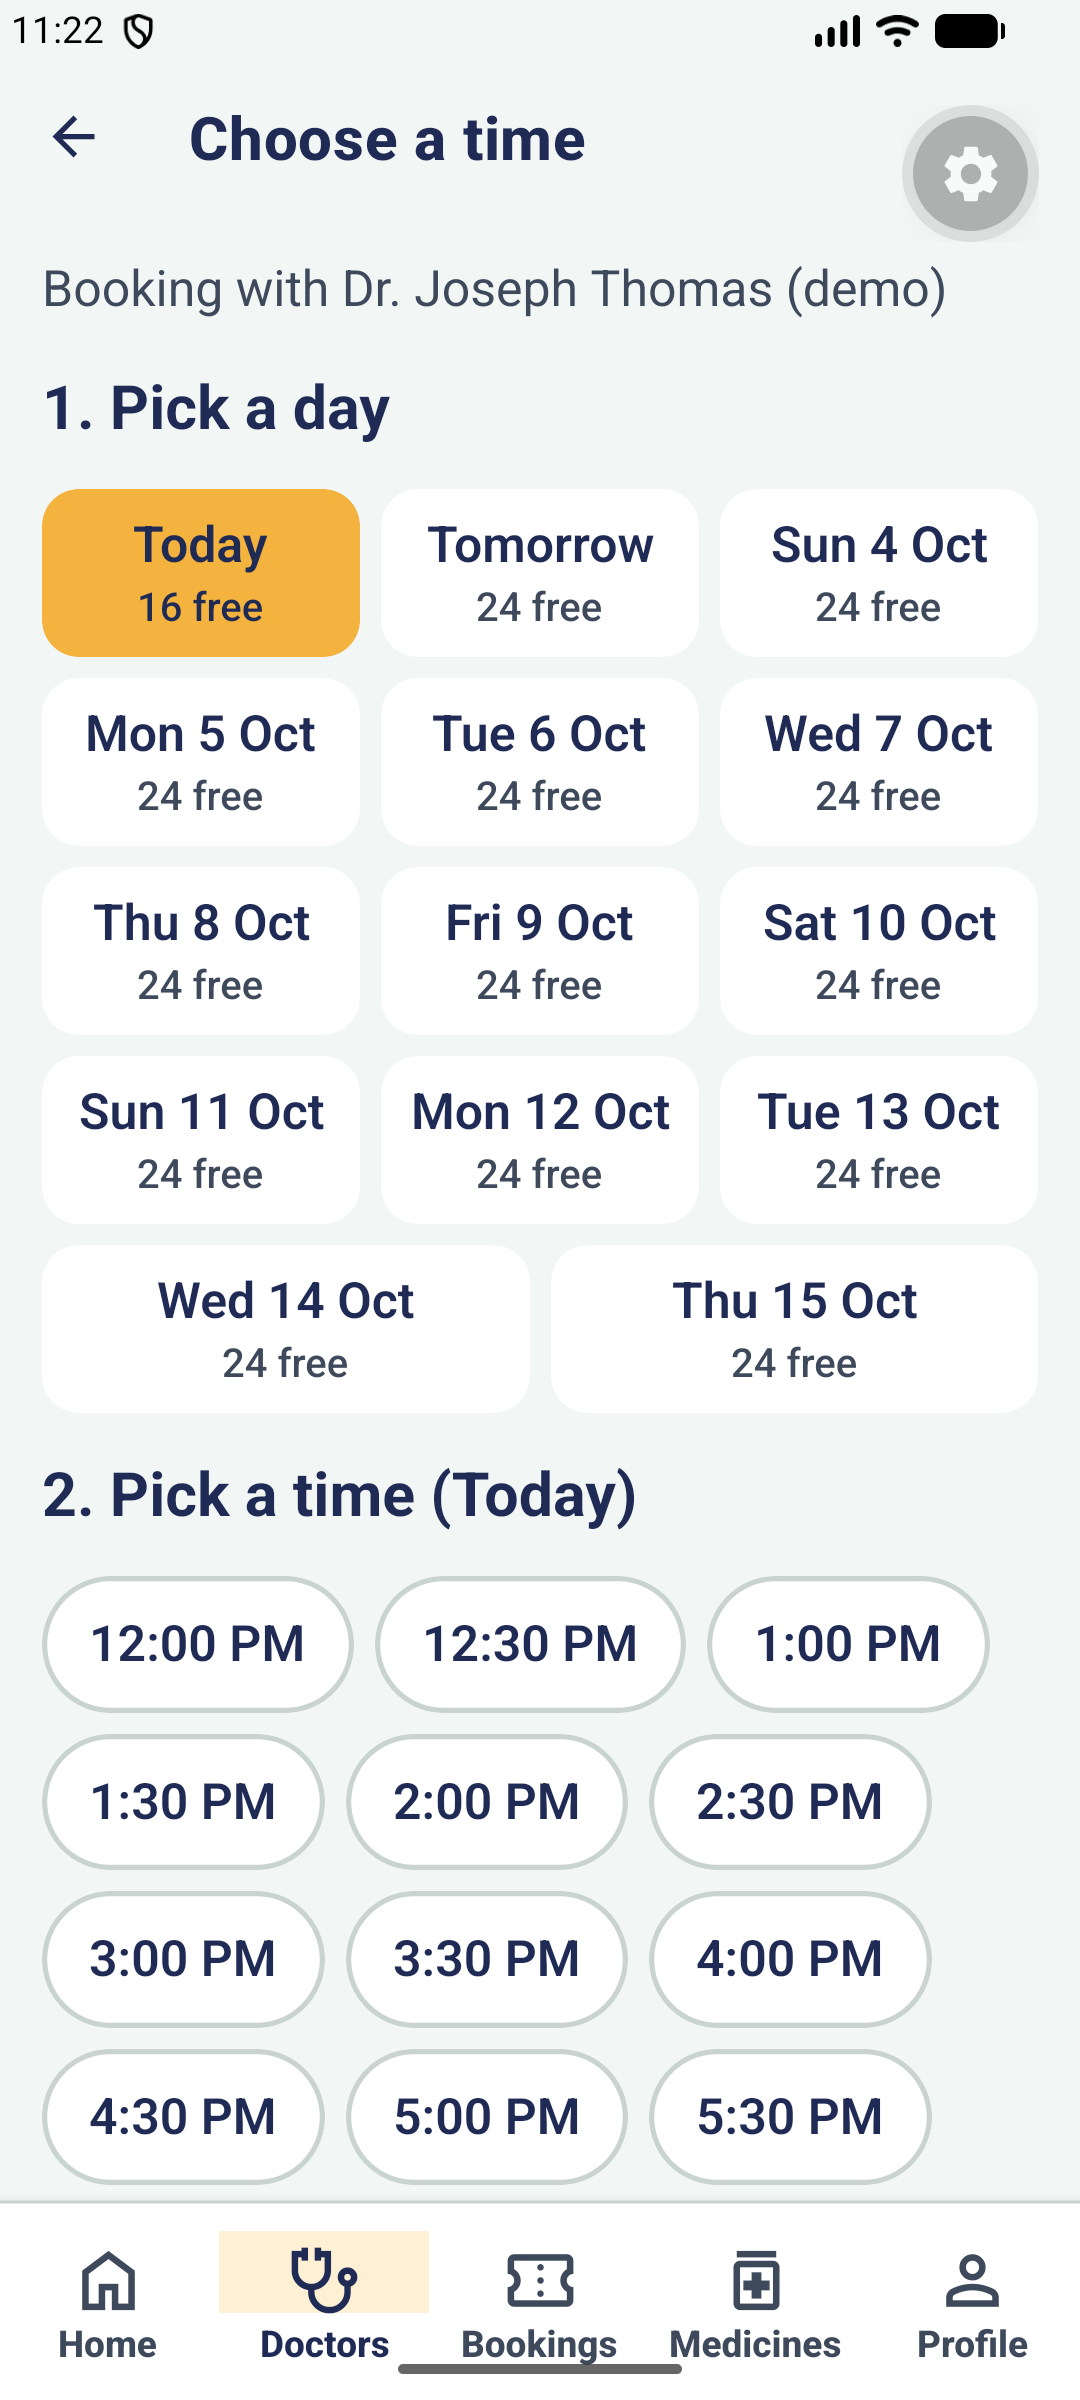 11:22
Choose a time
Booking with Dr. Joseph Thomas (demo)
1. Pick a day
Today
16 free
Tomorrow
24 free
Sun 4 Oct
24 free
Mon 5 Oct
24 free
Tue 6 Oct
24 free
Wed 7 Oct
24 free
Thu 8 Oct
24 free
Fri 9 Oct
24 free
Sat 10 Oct
24 free
Sun 11 Oct
24 free
Mon 12 Oct
24 free
Tue 13 Oct
24 free
Wed 14 Oct
24 free
Thu 15 Oct
24 free
2. Pick a time (Today)
12:00 PM
12:30 PM
1:00 PM
1:30 PM
2:00 PM
2:30 PM
3:00 PM
3:30 PM
4:00 PM
4:30 PM
5:00 PM
5:30 PM
Home
Doctors
Bookings
Medicines
Profile